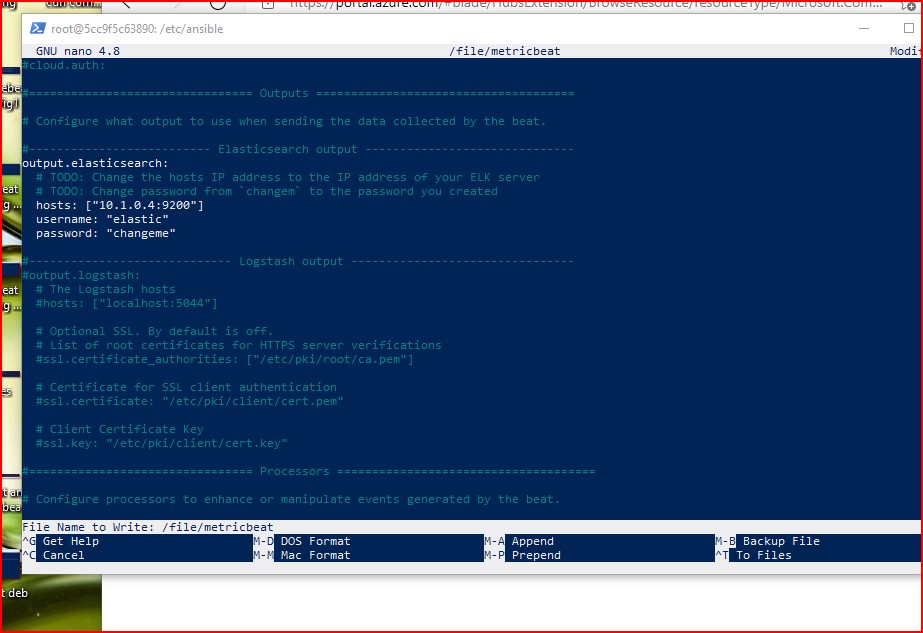 https://portal.azure.com/#blade/HubsExtension/BrowseResource/resourceType/Microsoft.Com...
root@5cc9f5c63890: /etc/ansible
GNU nano 4.8 /file/metricbeat Modif
#cloud.auth:
#================================ Outputs =====================================
# Configure what output to use when sending the data collected by the beat.
#-------------------------- Elasticsearch output ------------------------------
output.elasticsearch:
# TODO: Change the hosts IP address to the IP address of your ELK server
# TODO: Change password from `changem` to the password you created
hosts: ["10.1.0.4:9200"]
username: "elastic"
password: "changeme"
#----------------------------- Logstash output --------------------------------
#output.logstash:
# The Logstash hosts
#hosts: ["localhost:5044"]
# Optional SSL. By default is off.
# List of root certificates for HTTPS server verifications
#ssl.certificate_authorities: ["/etc/pki/root/ca.pem"]
# Certificate for SSL client authentication
#ssl.certificate: "/etc/pki/client/cert.pem"
# Client Certificate Key
#ssl.key: "/etc/pki/client/cert.key"
#================================ Processors =====================================
# Configure processors to enhance or manipulate events generated by the beat.
File Name to Write: /file/metricbeat
^G Get Help M-D DOS Format M-A Append M-B Backup File
^C Cancel M-M Mac Format M-P Prepend ^T To Files
t deb